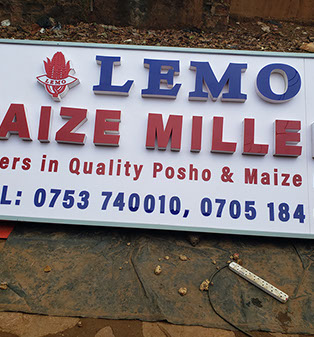 LEMO
LEMO
AIZE MILLE
ers in Quality Posho & Maize
L: 0753 740010, 0705 184